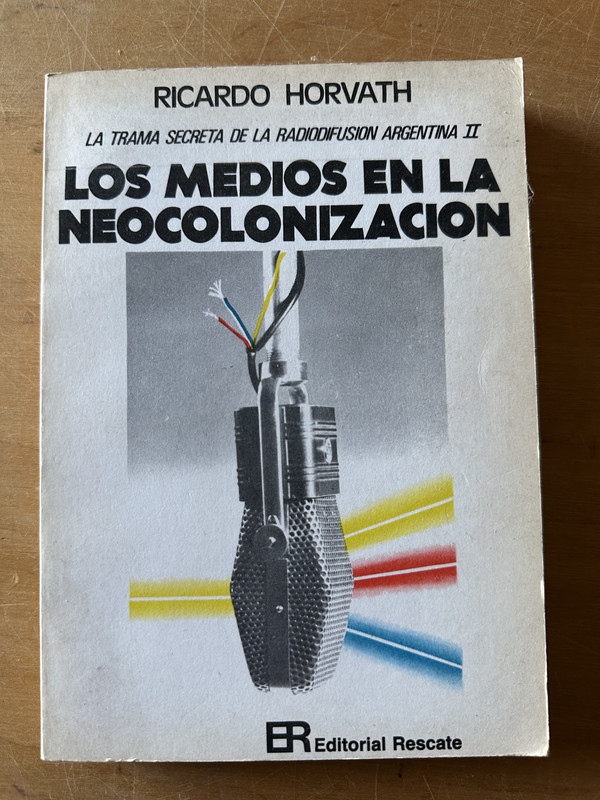 RICARDO HORVATH
LA TRAMA SECRETA DE LA RADIODIFUSION ARGENTINA II
LOS MEDIOS EN LA
NEOCOLONIZACION
ER Editorial Rescate